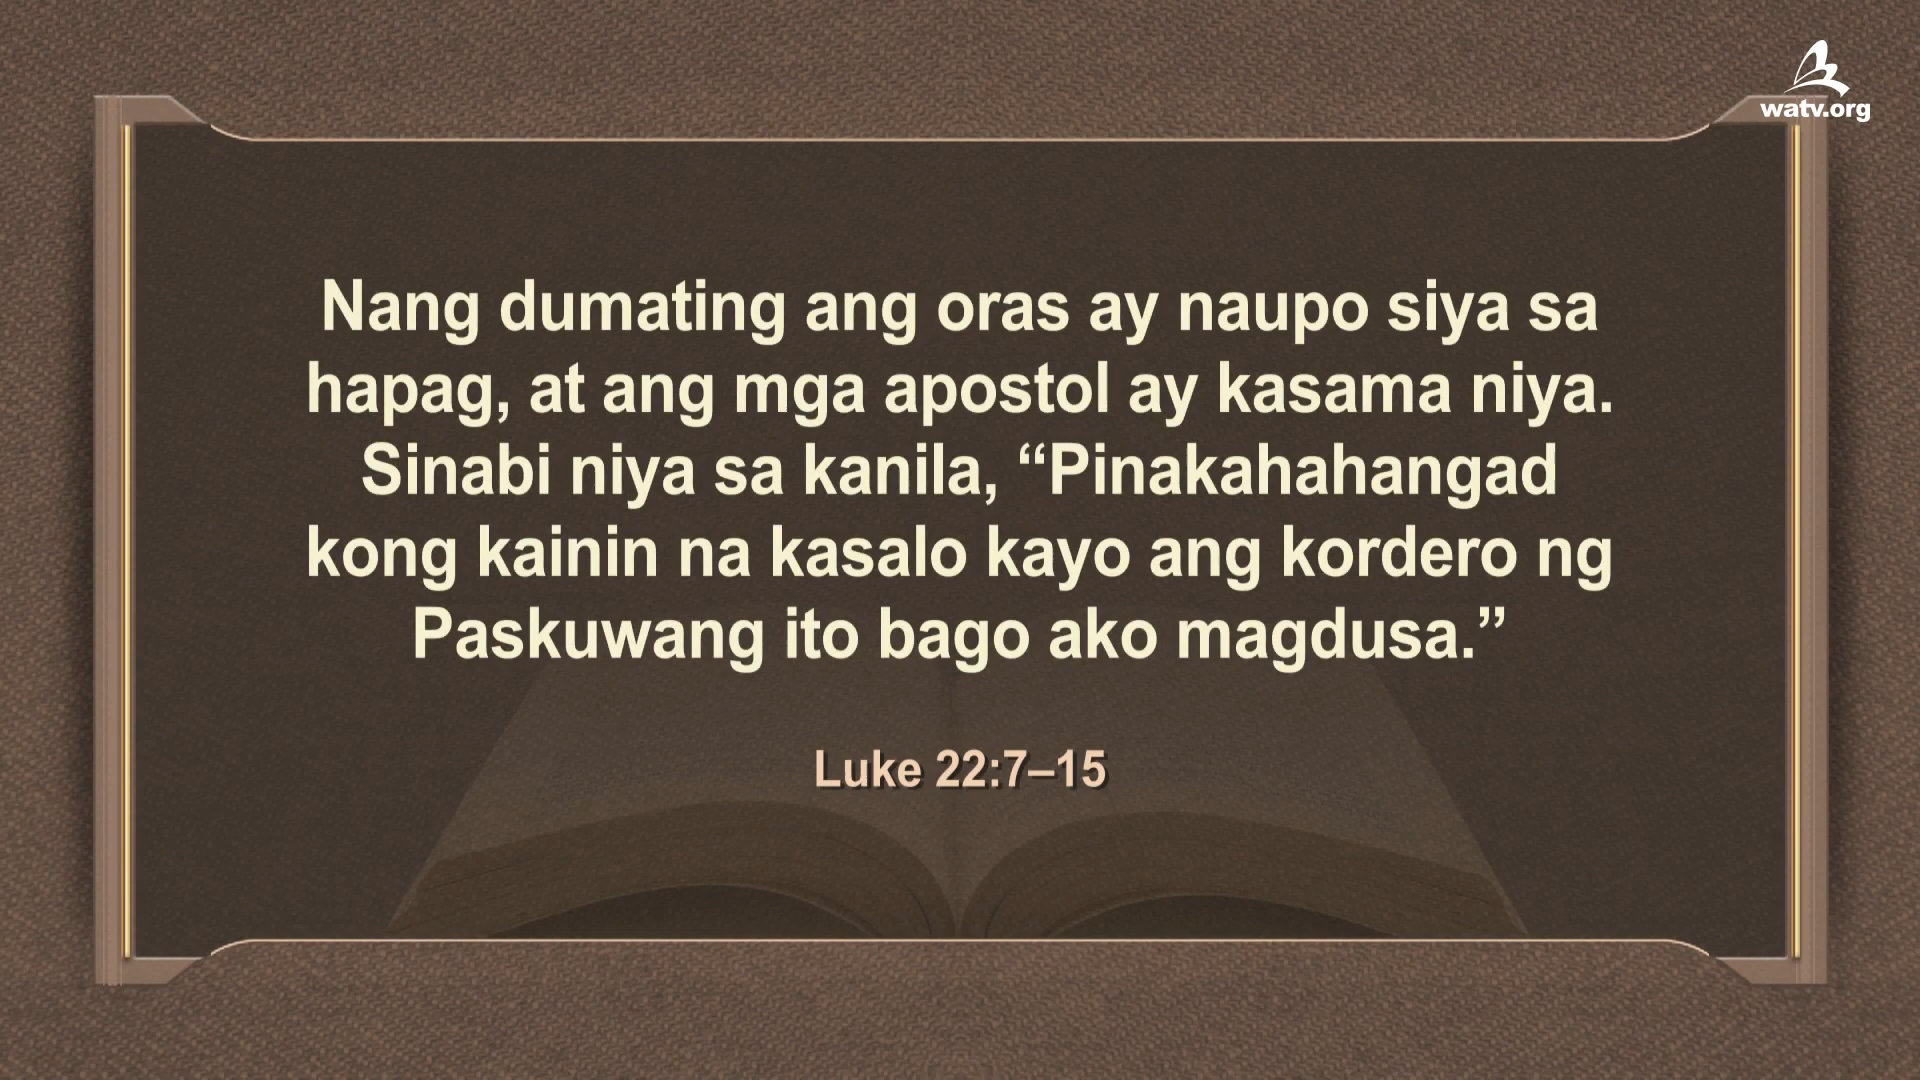 watv.org
Nang dumating ang oras ay naupo siya sa
hapag, at ang mga apostol ay kasama niya.
Sinabi niya sa kanila, “Pinakahahangad
kong kainin na kasalo kayo ang kordero ng
Paskuwang ito bago ako magdusa.”
Luke 22:7–15